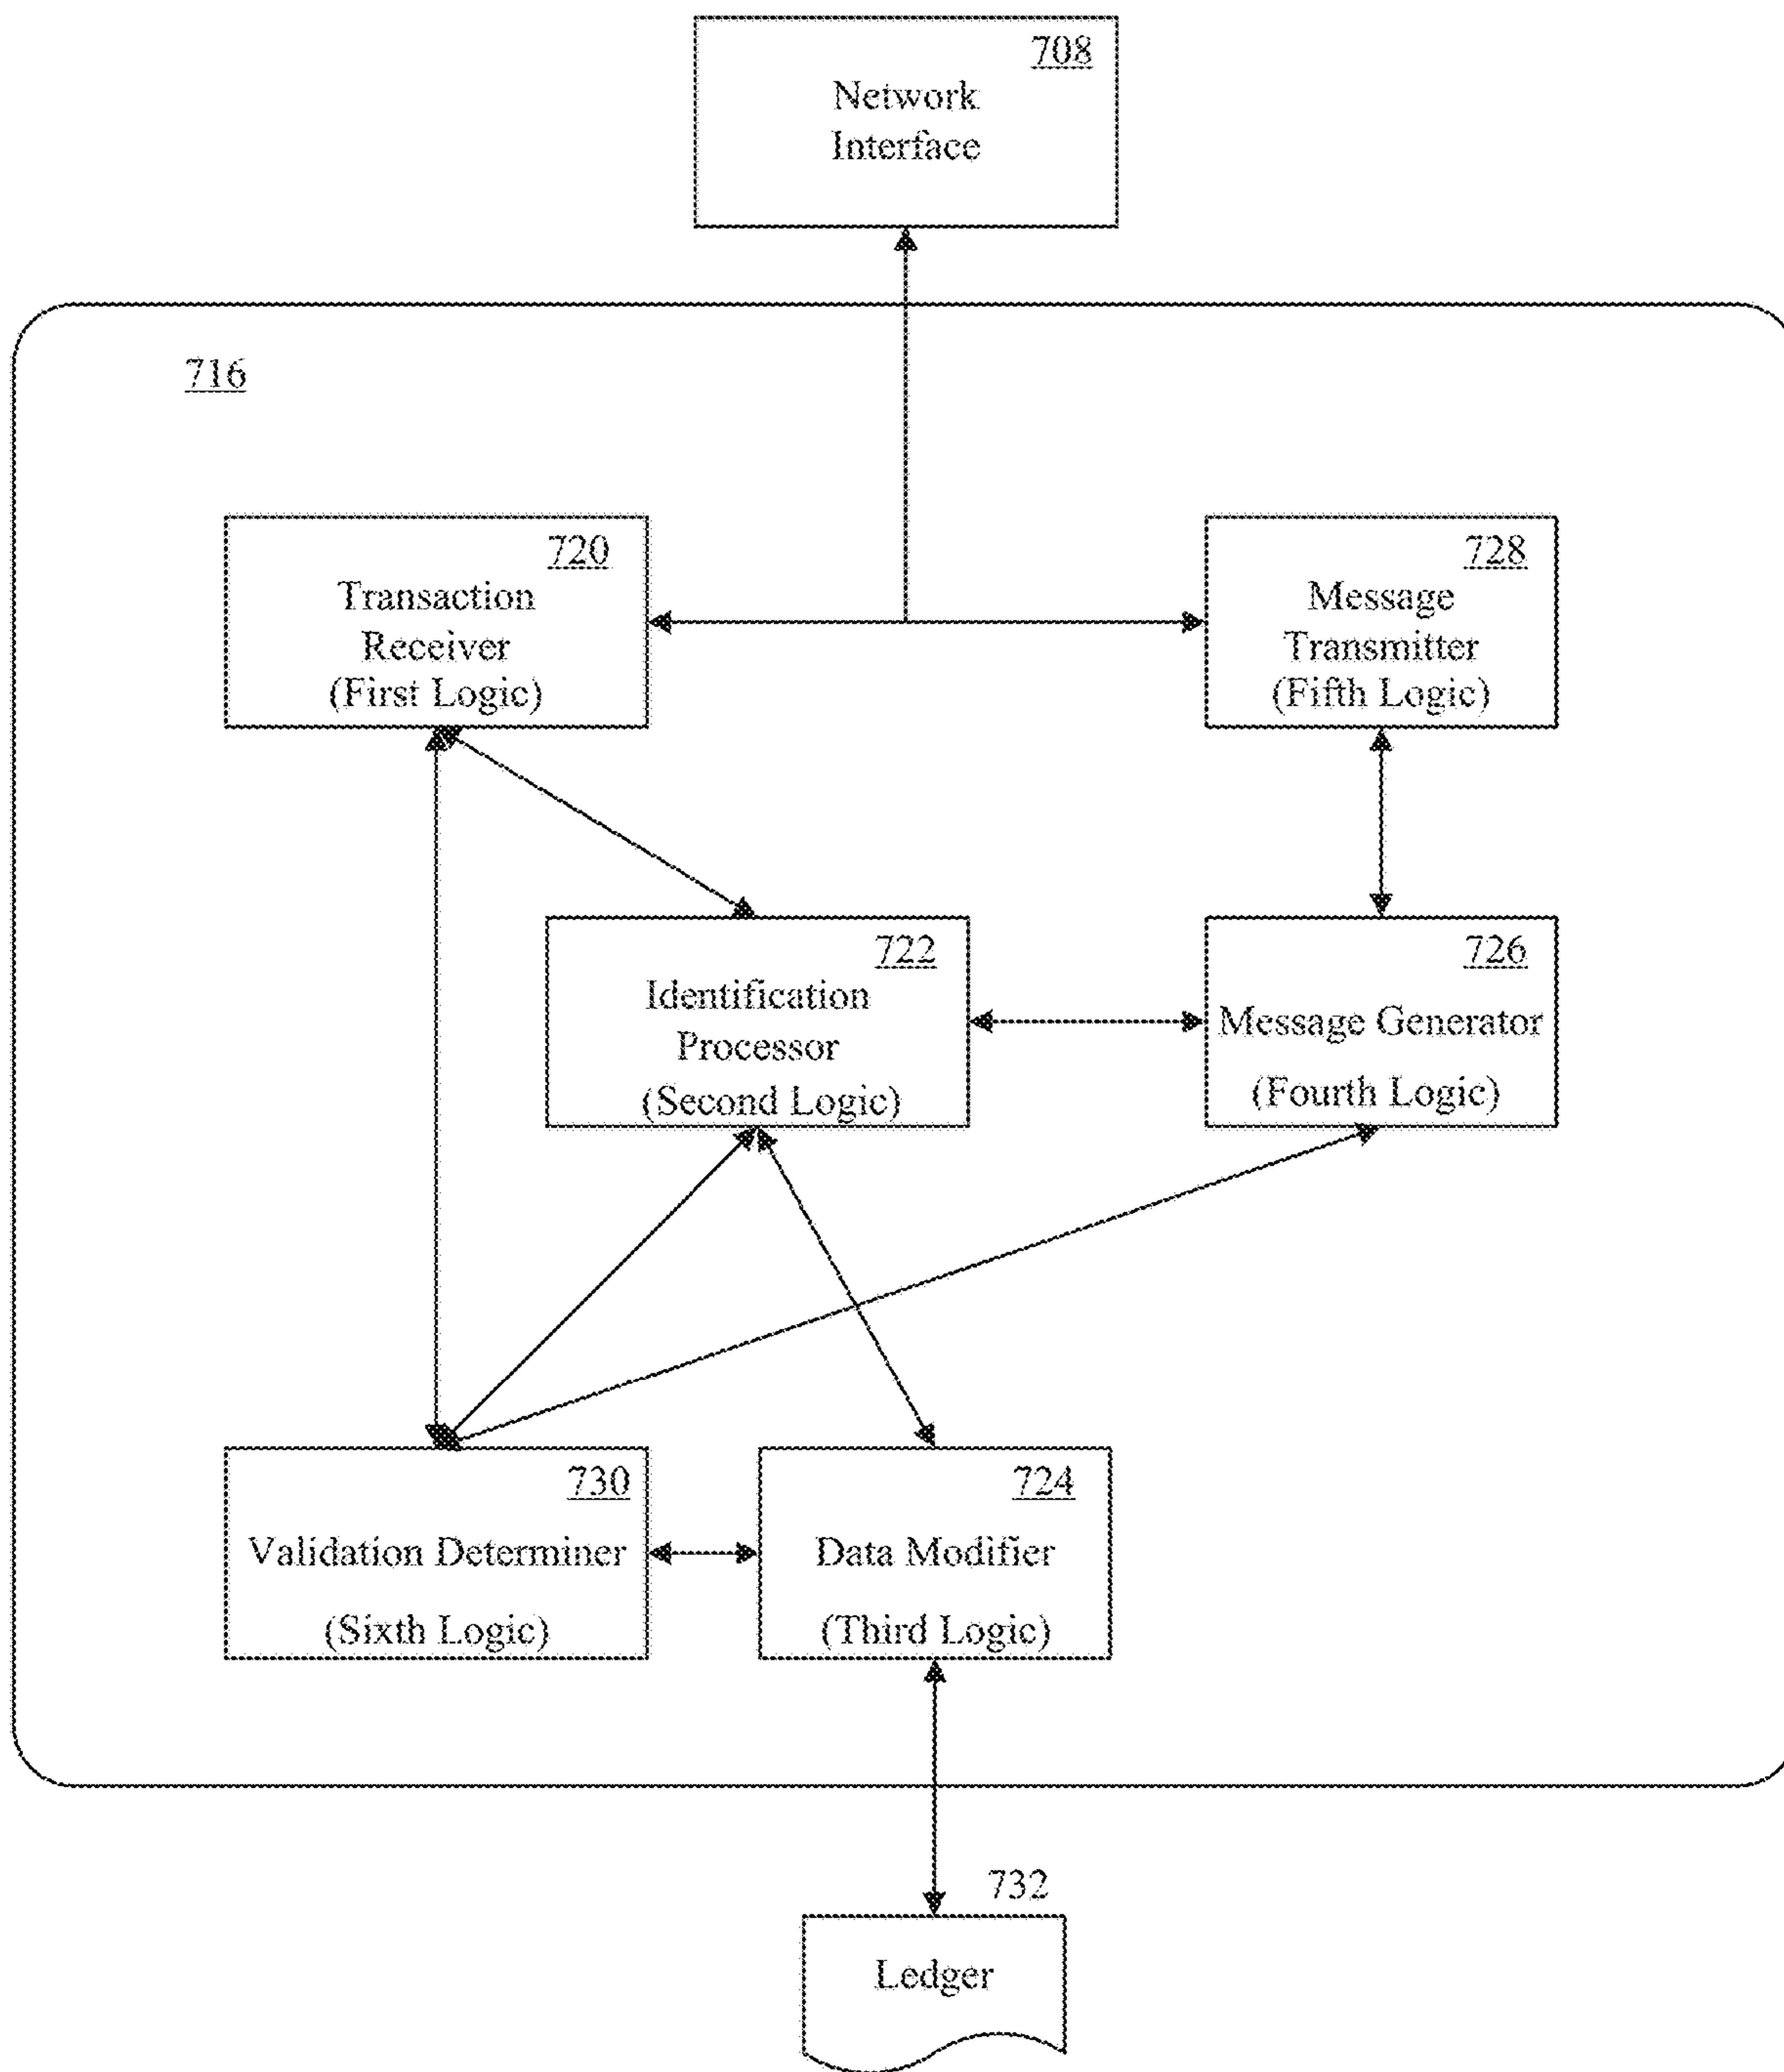 708
Network
Interface
716
720
Transaction
Receiver
(First Logic)
728
Message
Transmitter
(Fifth Logic)
722
Identification
Processor
(Second Logic)
726
Message Generator
(Fourth Logic)
730
Validation Determiner
(Sixth Logic)
724
Data Modifier
(Third Logic)
732
Ledger